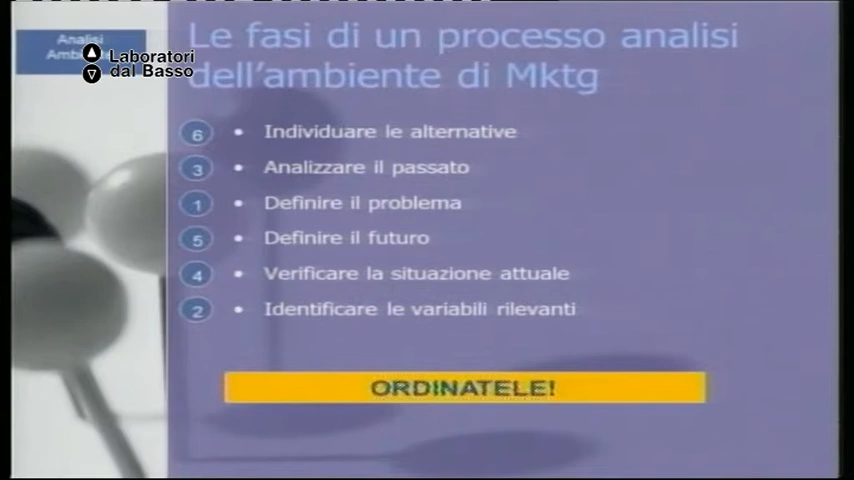 Analisi
Laboratori
dal Basso
Le fasi di un processo analisi
dell'ambiente di Mktg
6 • Individuare le alternative
3 • Analizzare il passato
1 • Definire il problema
5 • Definire il futuro
4 • Verificare la situazione attuale
2 • Identificare le variabili rilevanti
ORDINATELE!